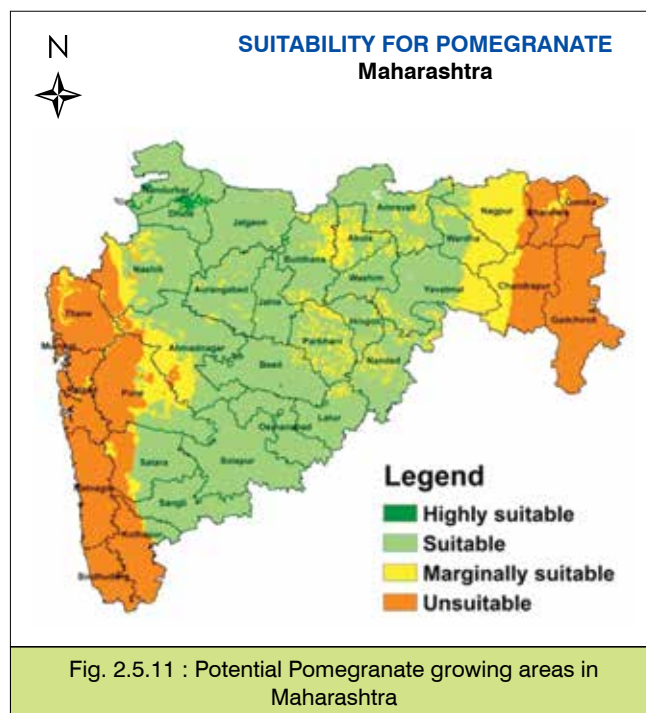 N
SUITABILITY FOR POMEGRANATE
Maharashtra
Nandurbar
Dhule
Jalgaon
Amravati
Nagpur
Bhandara
Gondia
Akola
Wardha
Buldhana
Nashik
Washim
Aurangabad
Yavatmal
Chandrapur
Jalna
Thane
Hingoli
Gadchiroli
Parbhani
Mumbai
Ahmadnagar
Nanded
Beed
Raigad
Pune
Latur
Osmanabad
Satara
Solapur
Ratnagiri
Sangli
Kolhapur
Sindhudurg
Legend
Highly suitable
Suitable
Marginally suitable
Unsuitable
Fig. 2.5.11 : Potential Pomegranate growing areas in
Maharashtra